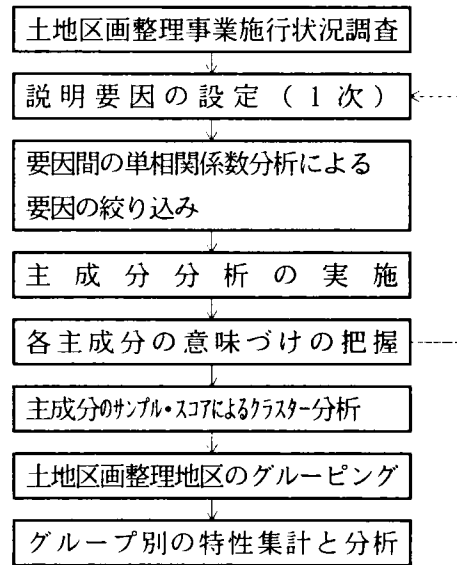 土地区画整理事業施行状況調査
説明要因の設定(1次)
要因間の単相関係数分析による
要因の絞り込み
主成分分析の実施
各主成分の意味づけの把握
主成分のサンプル・スコアによるクラスター分析
土地区画整理地区のグルーピング
グループ別の特性集計と分析